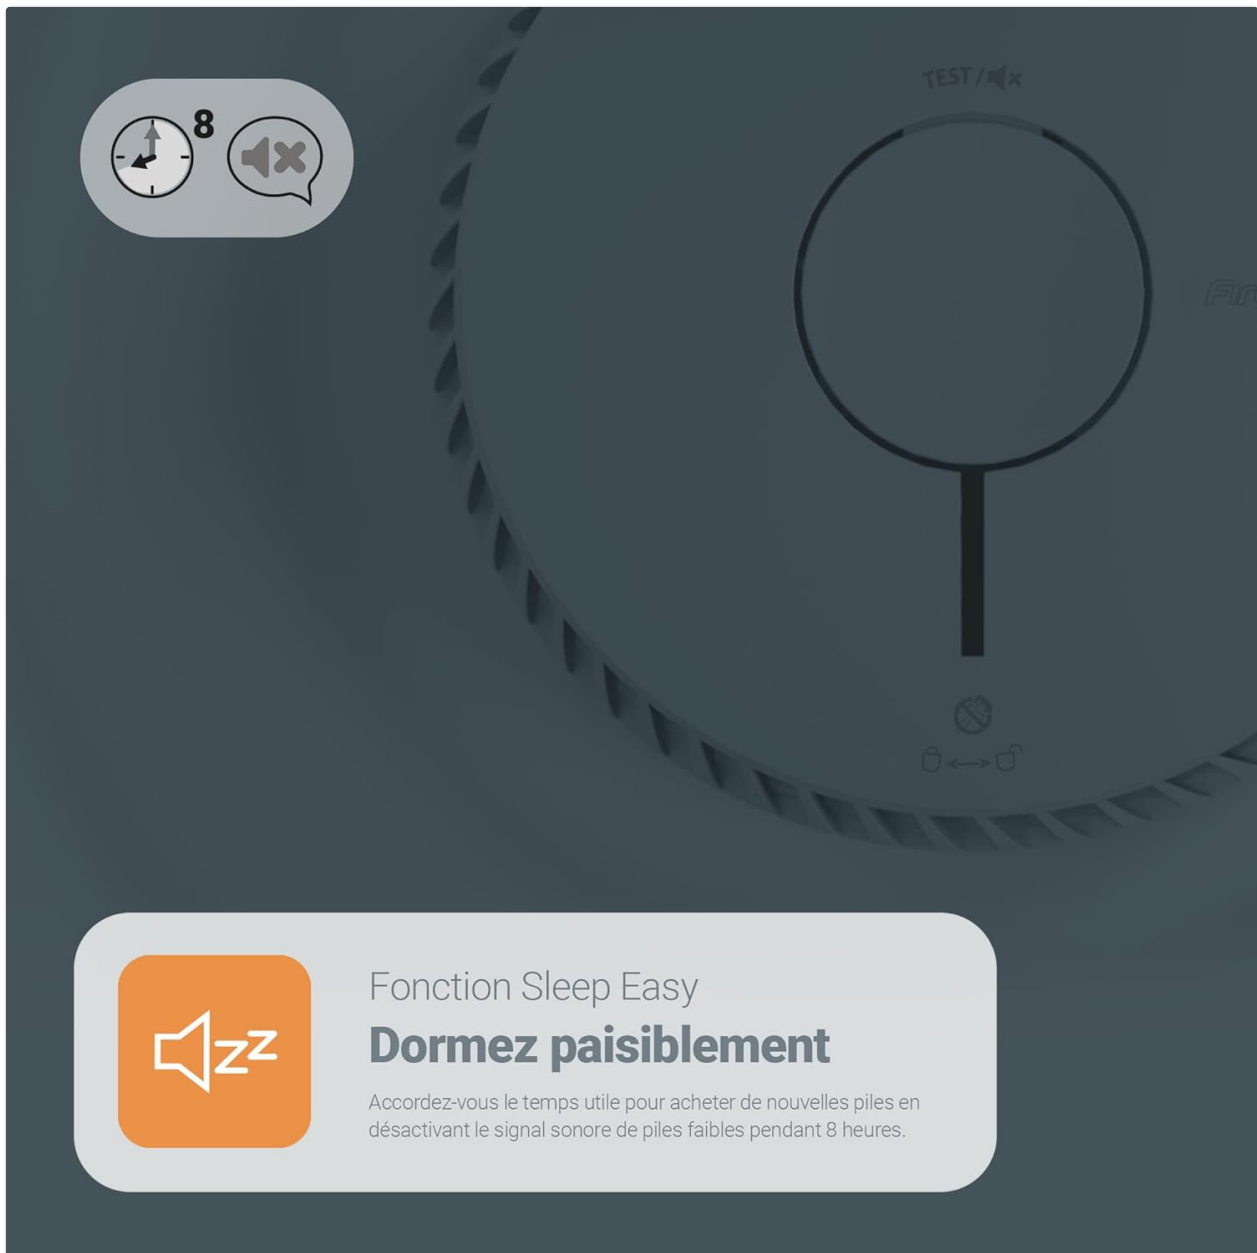 TEST /
8
Fonction Sleep Easy
Dormez paisiblement
Accordez-vous le temps utile pour acheter de nouvelles piles en
désactivant le signal sonore de piles faibles pendant 8 heures.